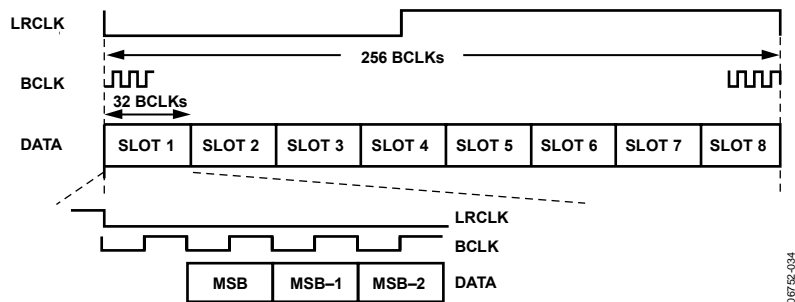 LRCLK
256 BCLKs
BCLK
32 BCLKs
DATA SLOT 1 SLOT 2 SLOT 3 SLOT 4 SLOT 5 SLOT 6 SLOT 7 SLOT 8
LRCLK
BCLK
MSB MSB–1 MSB–2 DATA
06752-034